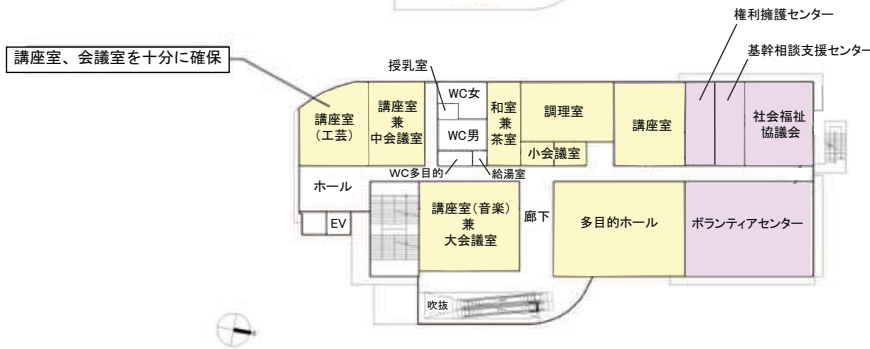 権利擁護センター
基幹相談支援センター
講座室、会議室を十分に確保
授乳室
WC女
講座室
（工芸）
講座室
兼
中会議室
WC男
和室
兼
茶室
調理室
小会議室
講座室
社会福祉
協議会
WC多目的
給湯室
ホール
EV
講座室（音楽）
兼
大会議室
廊下
多目的ホール
ボランティアセンター
吹抜